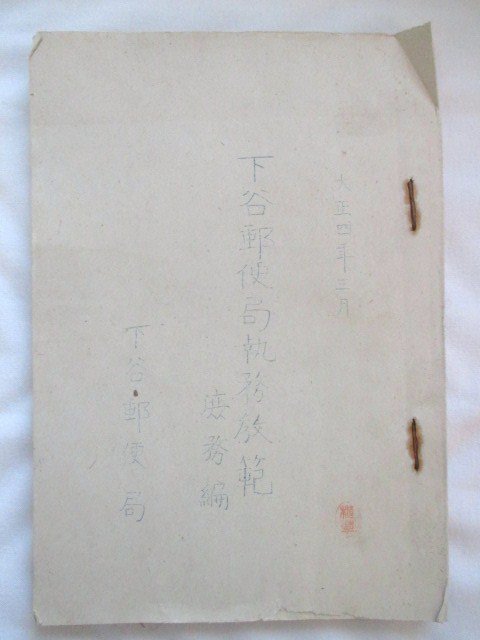 大正四年三月
下谷郵便局執務教範
庶務編
下谷郵便局